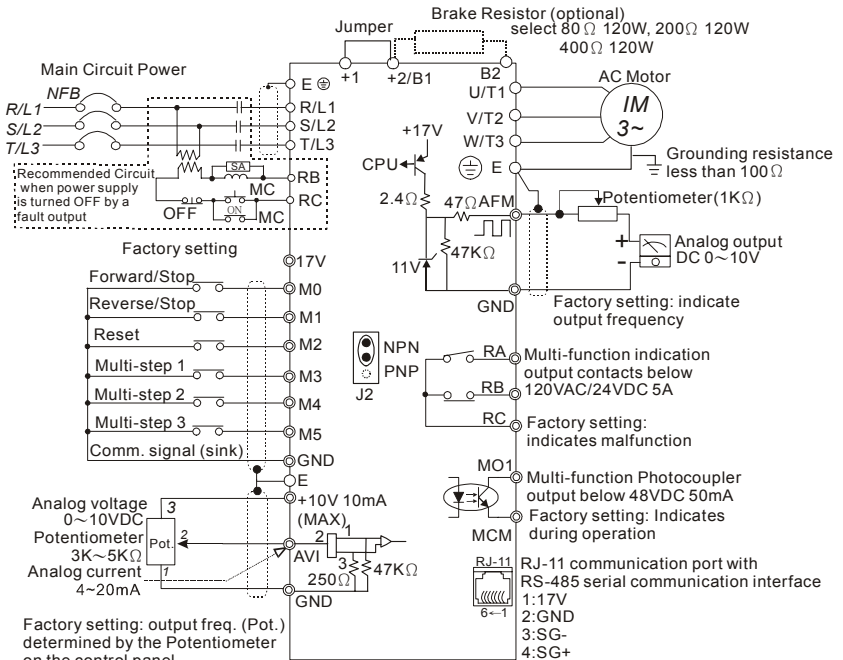 Brake Resistor (optional)
select 80Ω 120W, 200Ω 120W
400Ω 120W
Jumper
+1
+2/B1
B2
Main Circuit Power
NFB
R/L1
S/L2
T/L3
E
R/L1
S/L2
T/L3
Recommended Circuit
when power supply
is turned OFF by a
fault output
SA
MC
OFF
ON
MC
RB
RC
U/T1
V/T2
W/T3
E
AC Motor
IM
3~
Grounding resistance
less than 100Ω
+17V
CPU
2.4Ω
47Ω
AFM
47KΩ
11V
GND
Potentiometer(1KΩ)
+
-
Analog output
DC 0~10V
Factory setting: indicate
output frequency
Factory setting
17V
Forward/Stop
M0
Reverse/Stop
M1
Reset
M2
Multi-step 1
M3
Multi-step 2
M4
Multi-step 3
M5
Comm. signal (sink)
GND
E
NPN
PNP
J2
RA
RB
RC
Multi-function indication
output contacts below
120VAC/24VDC 5A
Factory setting:
indicates malfunction
MO1
MCM
Multi-function Photocoupler
output below 48VDC 50mA
Factory setting: Indicates
during operation
+10V 10mA
(MAX)
Analog voltage
0~10VDC
Potentiometer
3K~5KΩ
Analog current
4~20mA
3
Pot.
2
1
AVI
GND
2
1
3
250Ω
47KΩ
RJ-11
6←1
RJ-11 communication port with
RS-485 serial communication interface
1:17V
2:GND
3:SG-
4:SG+
Factory setting: output freq. (Pot.)
determined by the Potentiometer
on the control panel